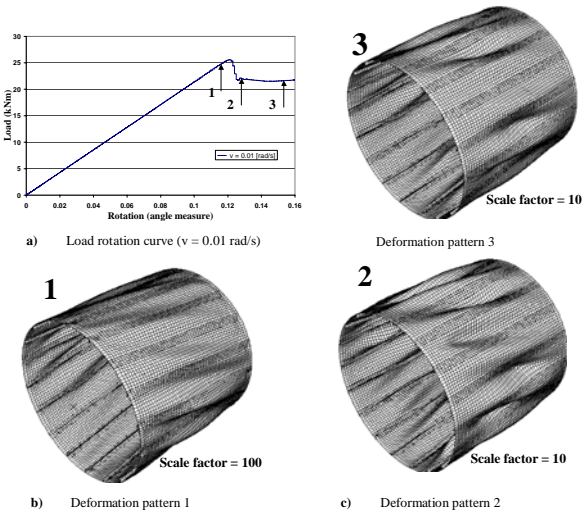 30
25
20
15
10
5
0
Load (kNm)
1
2
3
v = 0.01 [rad/s]
0 0.02 0.04 0.06 0.08 0.1 0.12 0.14 0.16
Rotation (angle measure)
a) Load rotation curve (v = 0.01 rad/s)
3
Scale factor = 10
Deformation pattern 3
1
Scale factor = 100
b) Deformation pattern 1
2
Scale factor = 10
c) Deformation pattern 2